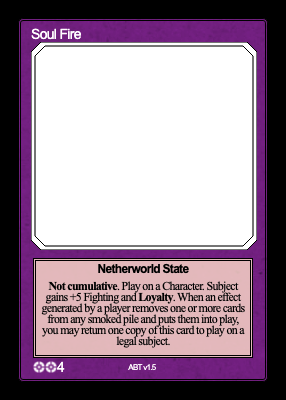 Soul Fire
Netherworld State
Not cumulative. Play on a Character. Subject
gains +5 Fighting and Loyalty. When an effect
generated by a player removes one or more cards
from any smoked pile and puts them into play,
you may return one copy of this card to play on a
legal subject.
4
ABT v1.5